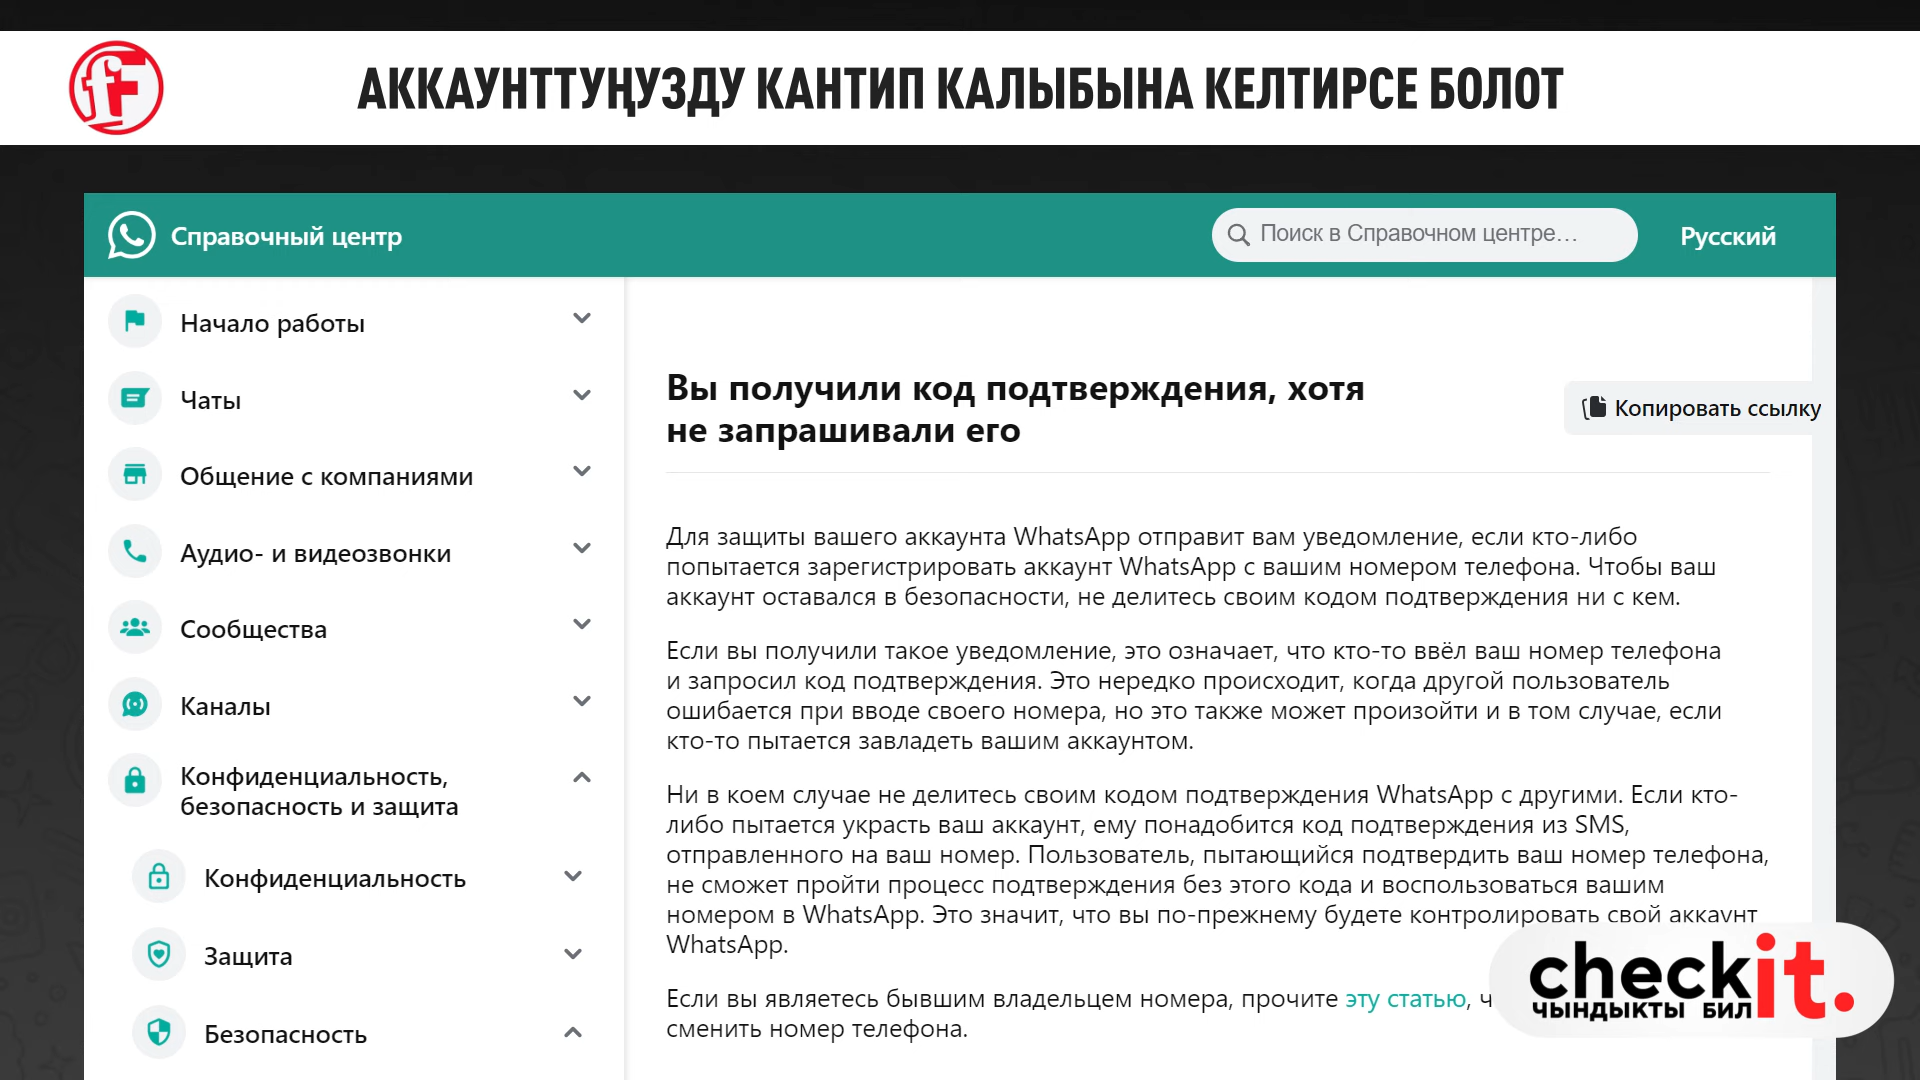 АККАУНТТУҢУЗДУ КАНТИП КАЛЫБЫНА КЕЛТИРСЕ БОЛОТ
Справочный центр
Поиск в Справочном центре…
Русский
Начало работы
Чаты
Общение с компаниями
Аудио- и видеозвонки
Сообщества
Каналы
Конфиденциальность,
безопасность и защита
Конфиденциальность
Защита
Безопасность
Вы получили код подтверждения, хотя
не запрашивали его
Копировать ссылку
Для защиты вашего аккаунта WhatsApp отправит вам уведомление, если кто-либо
попытается зарегистрировать аккаунт WhatsApp с вашим номером телефона. Чтобы ваш
аккаунт оставался в безопасности, не делитесь своим кодом подтверждения ни с кем.
Если вы получили такое уведомление, это означает, что кто-то ввёл ваш номер телефона
и запросил код подтверждения. Это нередко происходит, когда другой пользователь
ошибается при вводе своего номера, но это также может произойти и в том случае, если
кто-то пытается завладеть вашим аккаунтом.
Ни в коем случае не делитесь своим кодом подтверждения WhatsApp с другими. Если кто-
либо пытается украсть ваш аккаунт, ему понадобится код подтверждения из SMS,
отправленного на ваш номер. Пользователь, пытающийся подтвердить ваш номер телефона,
не сможет пройти процесс подтверждения без этого кода и воспользоваться вашим
номером в WhatsApp. Это значит, что вы по-прежнему будете контролировать свой аккаунт
WhatsApp.
Если вы являетесь бывшим владельцем номера, прочите эту статью,
сменить номер телефона.
checkit.
ЧЫНДЫКТЫ БИЛ